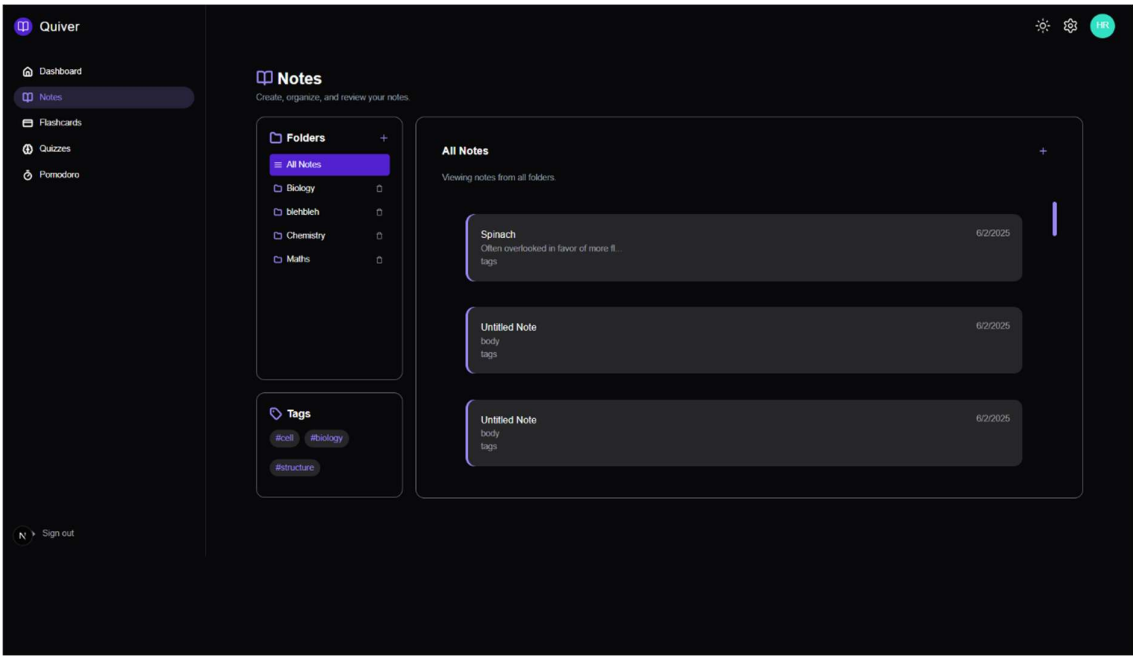 Quiver
HR
Dashboard
Notes
Flashcards
Quizzes
Pomodoro
Sign out
N
Notes
Create, organize, and review your notes.
Folders
+
All Notes
Biology
blehbleh
Chemistry
Maths
Tags
#cell #biology
#structure
All Notes
+
Viewing notes from all folders.
Spinach 6/2/2025
Often overlooked in favor of more fl...
tags
Untitled Note 6/2/2025
body
tags
Untitled Note 6/2/2025
body
tags